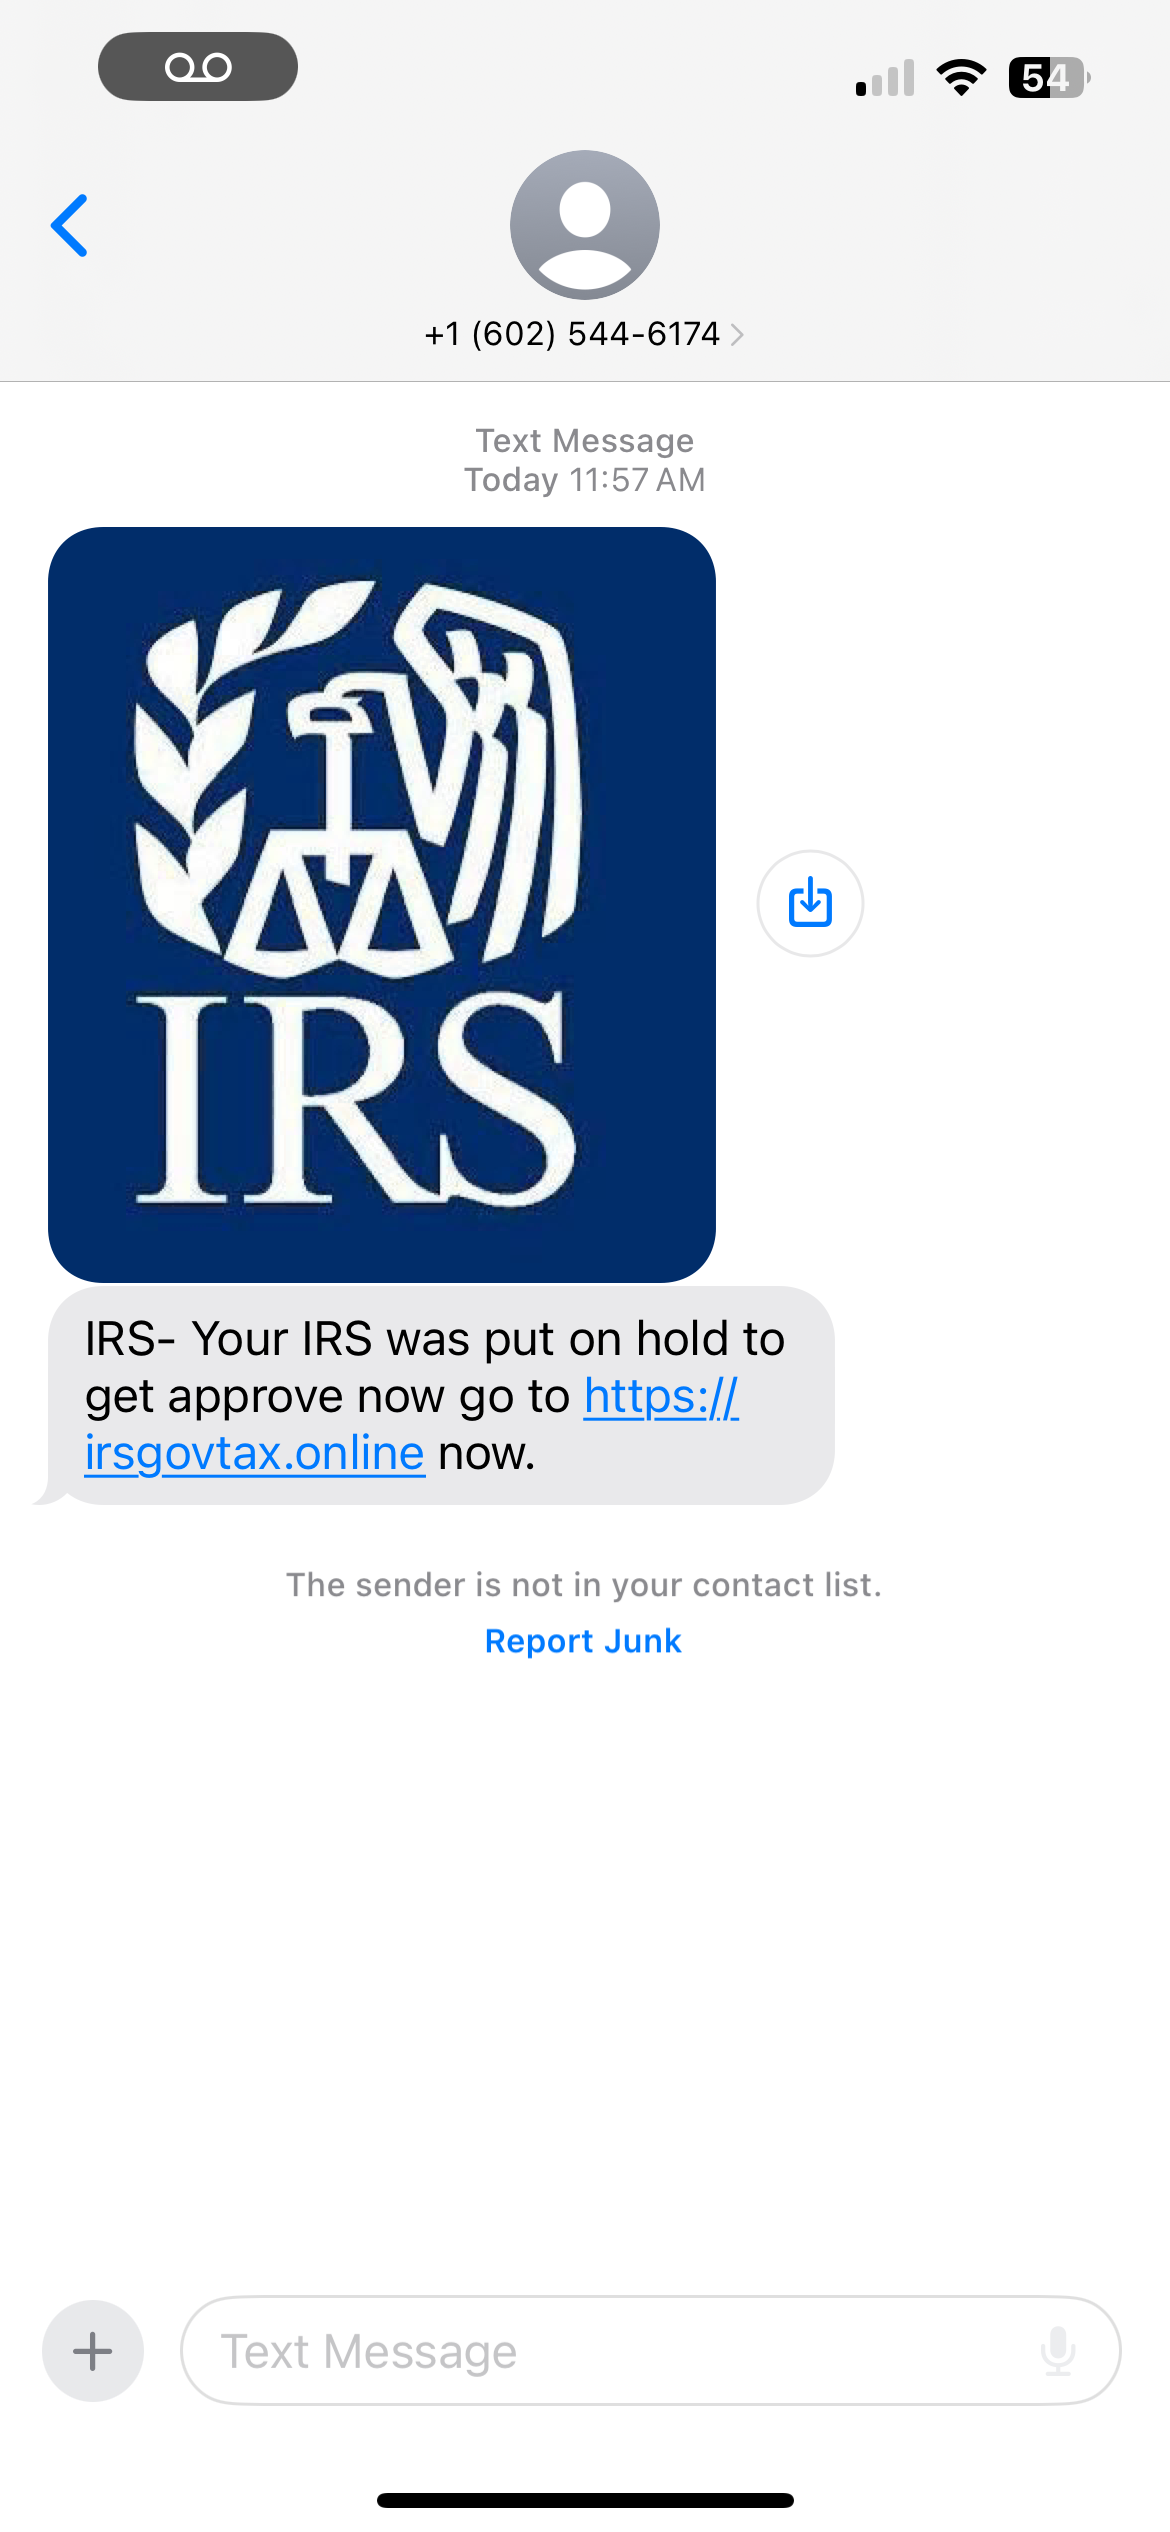 54
+1 (602) 544-6174
Text Message
Today 11:57 AM
IRS
IRS- Your IRS was put on hold to
get approve now go to https://
irsgovtax.online now.
The sender is not in your contact list.
Report Junk
Text Message